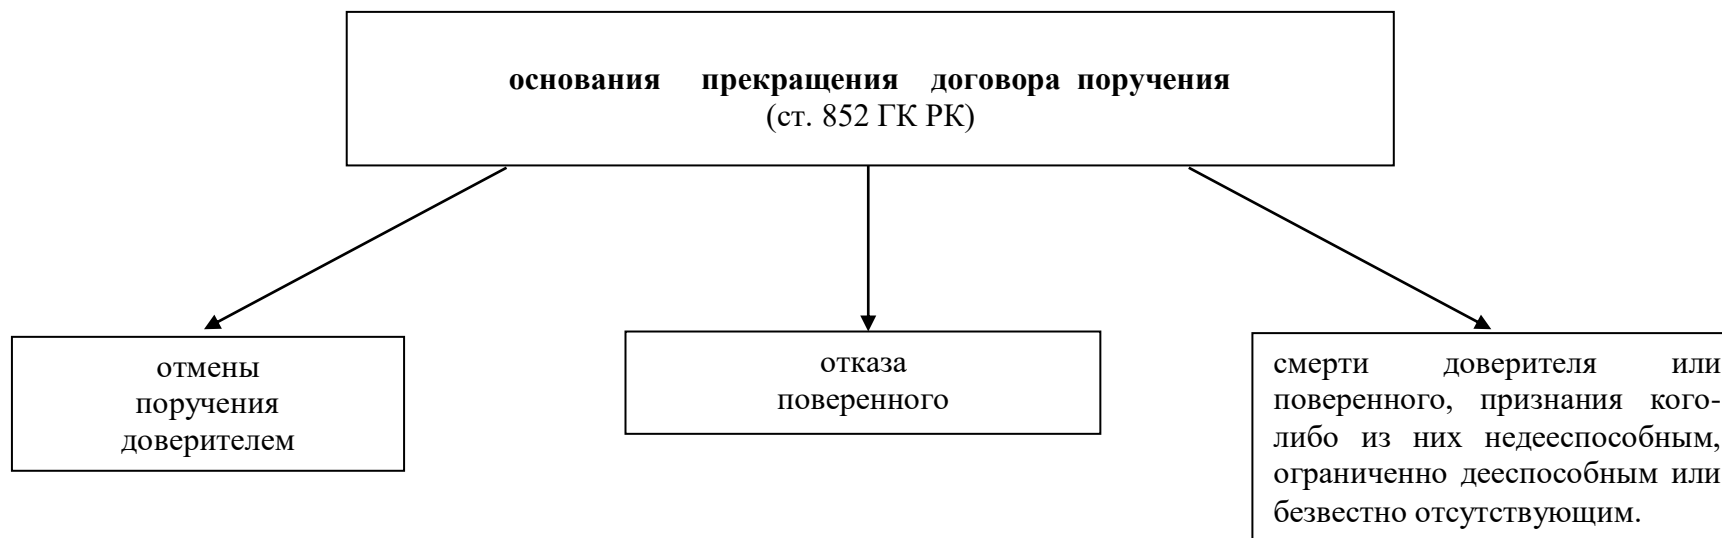 основания прекращения договора поручения
(ст. 852 ГК РК)
отмены
поручения
доверителем
отказа
поверенного
смерти доверителя или
поверенного, признания кого-
либо из них недееспособным,
ограниченно дееспособным или
безвестно отсутствующим.